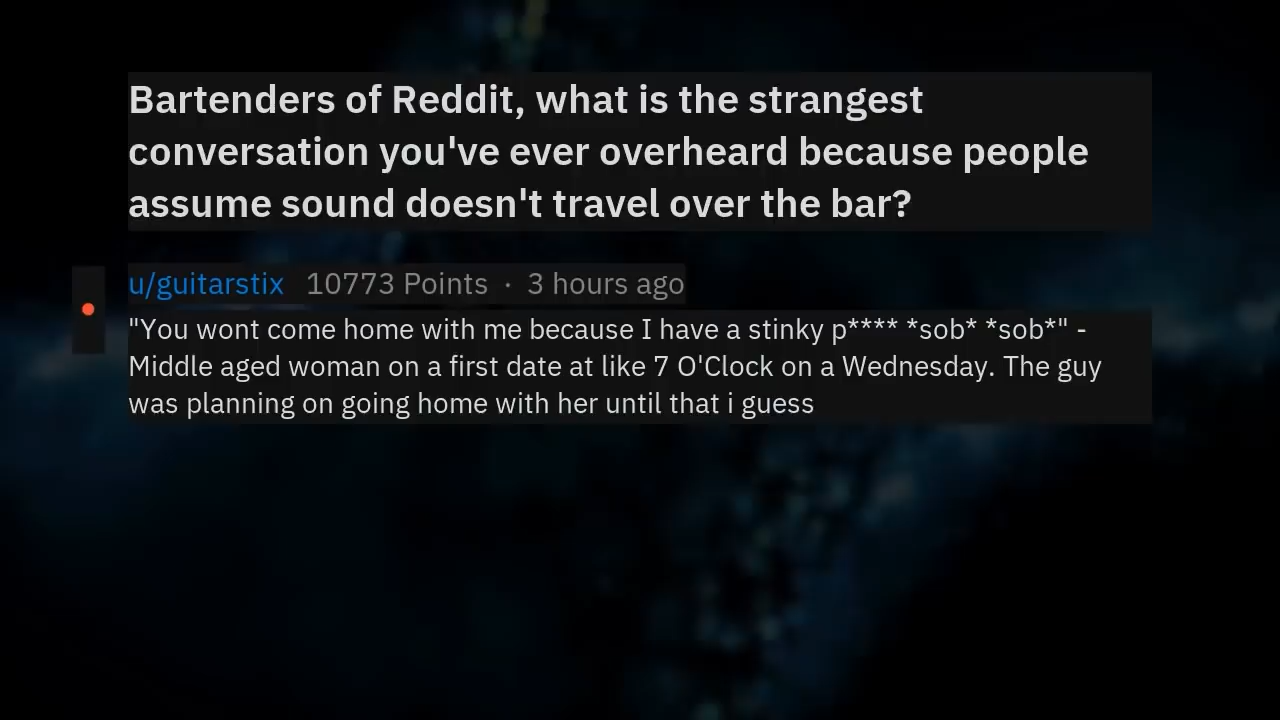 Bartenders of Reddit, what is the strangest
conversation you've ever overheard because people
assume sound doesn't travel over the bar?
u/guitarstix 10773 Points · 3 hours ago
"You wont come home with me because I have a stinky p**** *sob* *sob*" -
Middle aged woman on a first date at like 7 O'Clock on a Wednesday. The guy
was planning on going home with her until that i guess